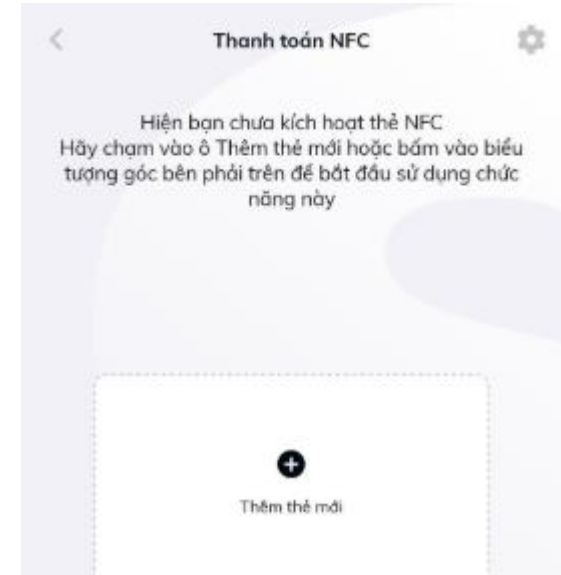 Thanh toán NFC
Hiện bạn chưa kích hoạt thẻ NFC
Hãy chạm vào ô Thêm thẻ mới hoặc bấm vào biểu
tượng góc bên phải trên để bắt đầu sử dụng chức
năng này
Thêm thẻ mới